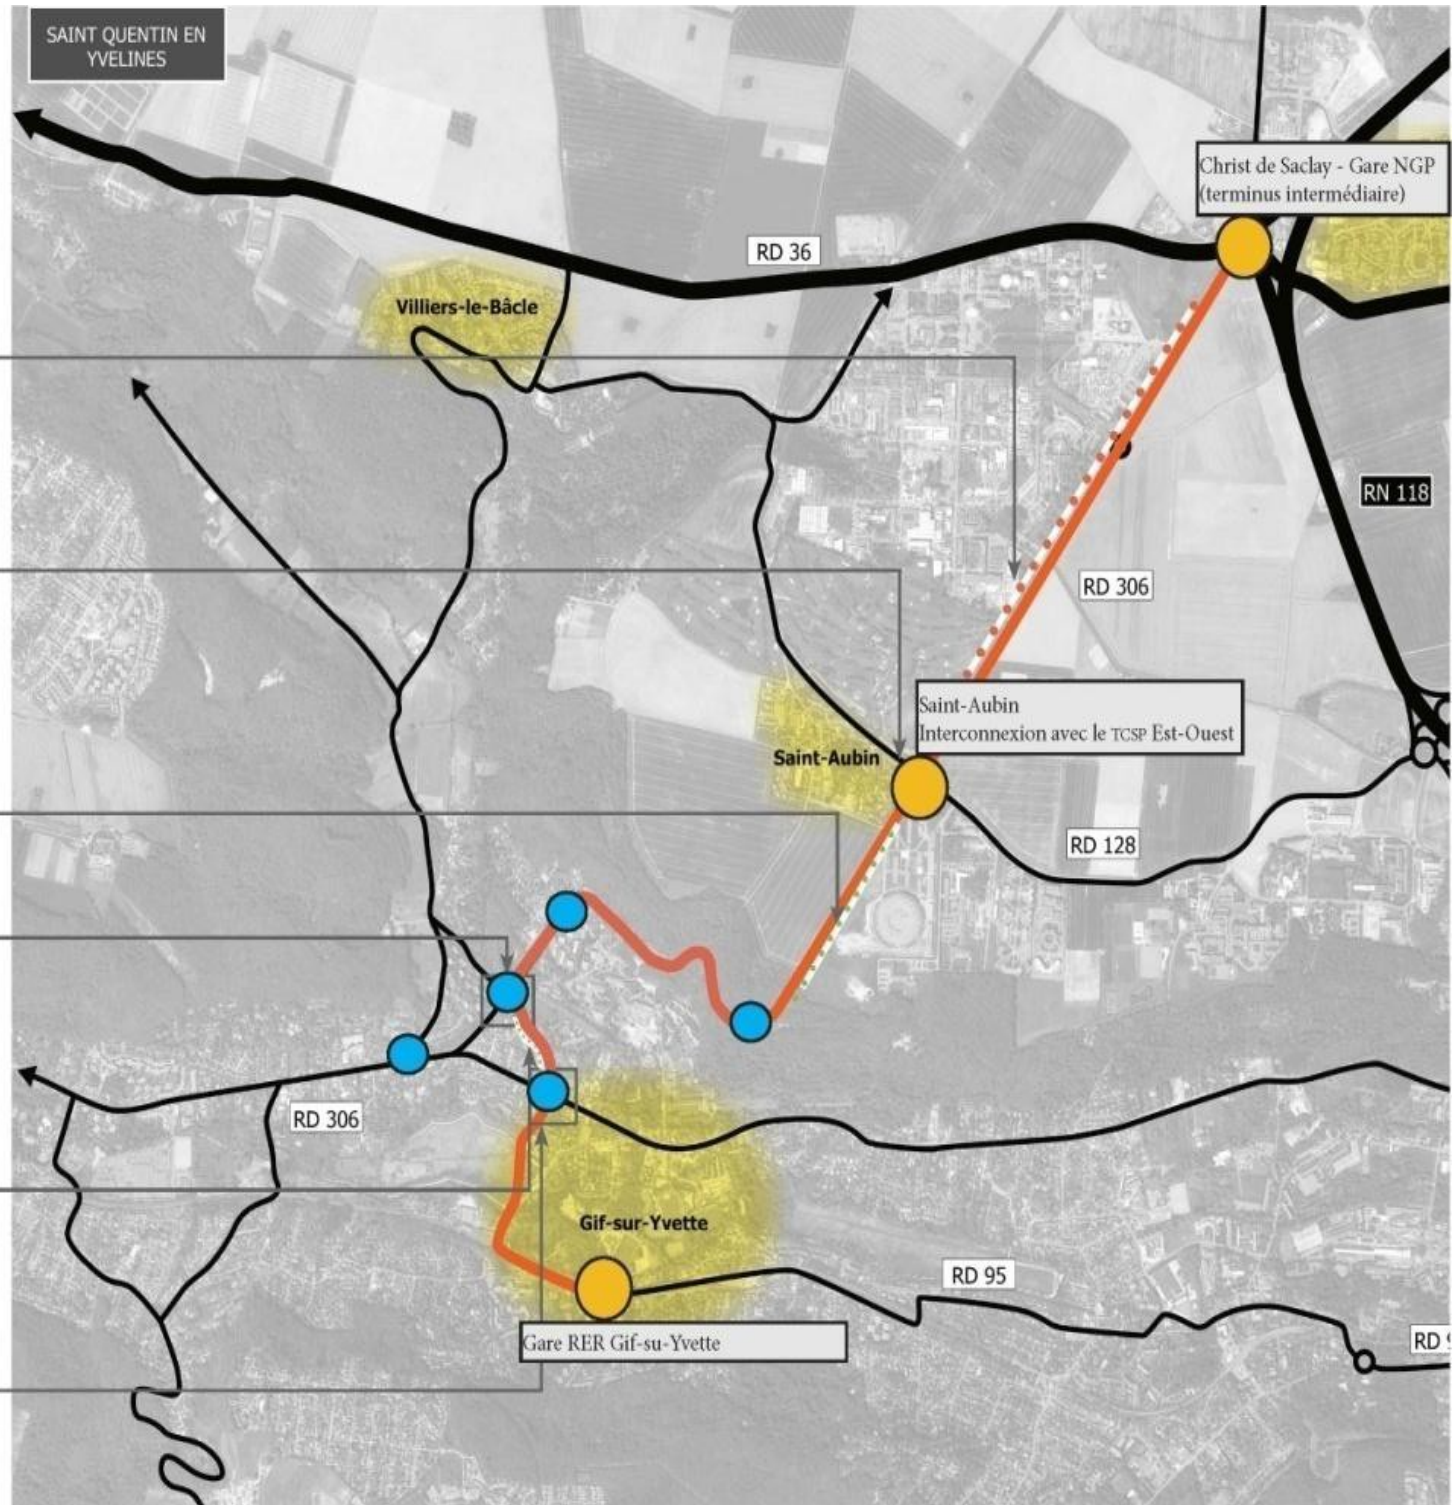 SAINT QUENTIN EN
YVELINES
Christ de Saclay - Gare NGP
(terminus intermédiaire)
RD 36
Villiers-le-Bâcle
RN 118
RD 306
Saint-Aubin
Interconnexion avec le TCSP Est-Ouest
Saint-Aubin
RD 128
RD 306
Gif-sur-Yvette
RD 95
Gare RER Gif-su-Yvette
RD